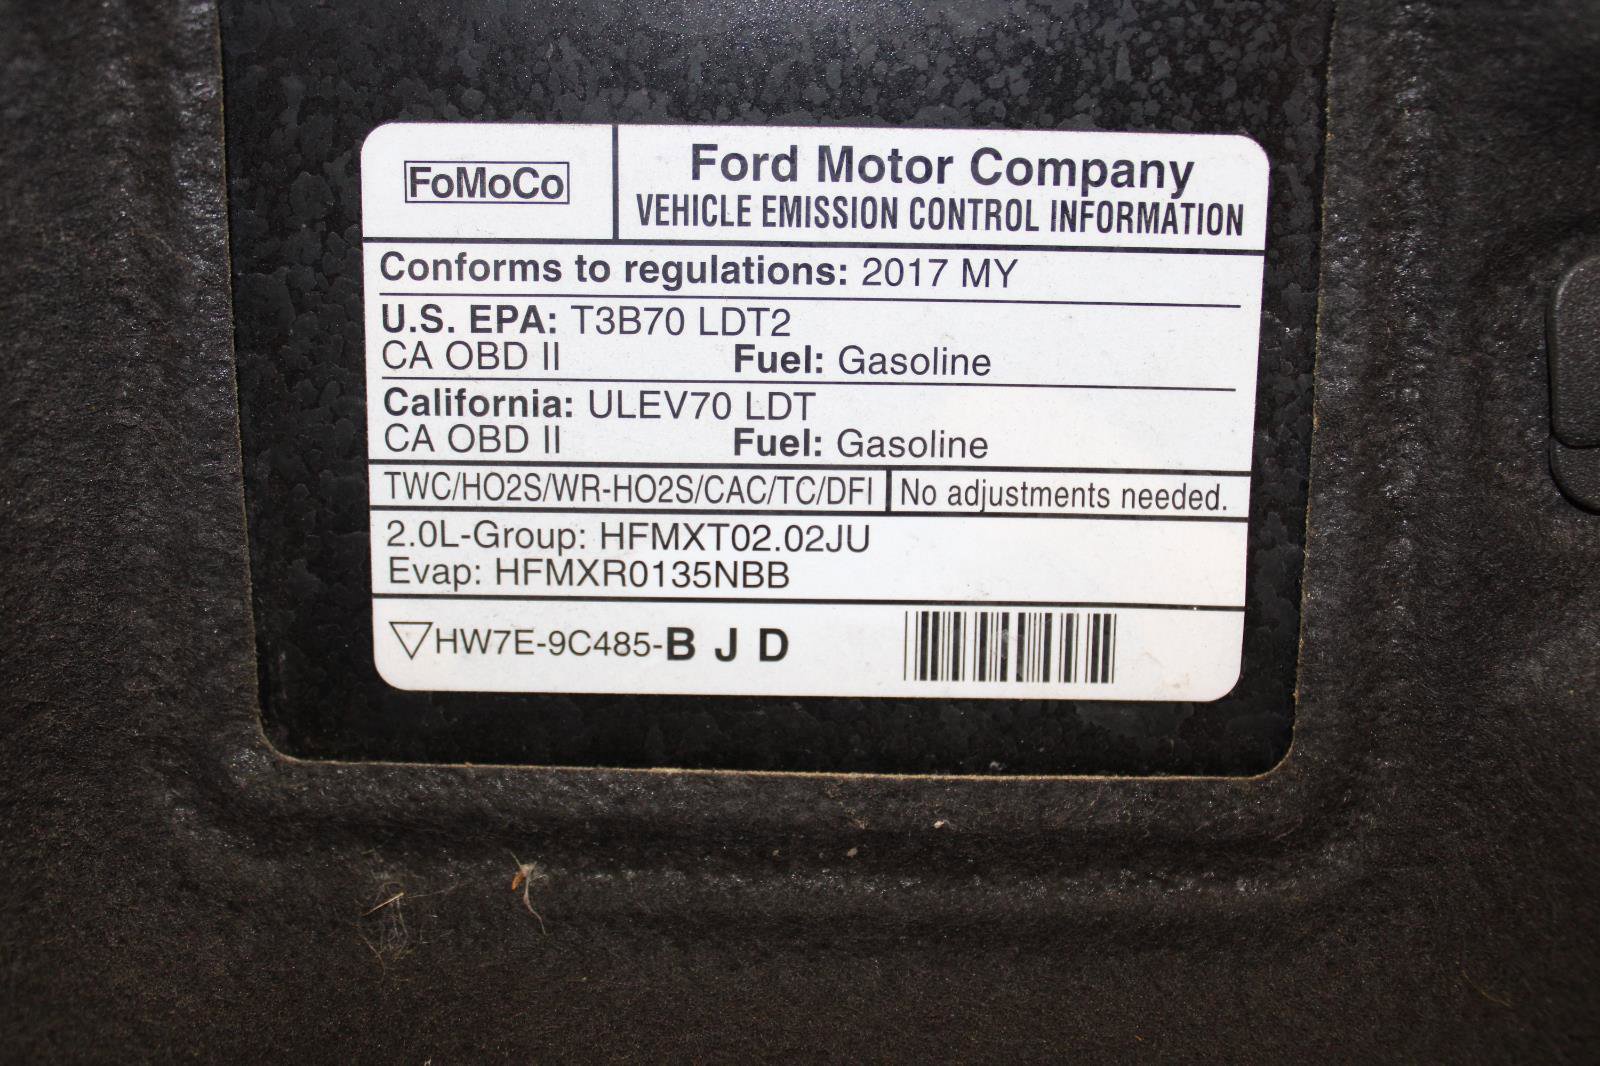 FoMoCo
Ford Motor Company
VEHICLE EMISSION CONTROL INFORMATION
Conforms to regulations: 2017 MY
U.S. EPA: T3B70 LDT2
CA OBD II Fuel: Gasoline
California: ULEV70 LDT
CA OBD II Fuel: Gasoline
TWC/HO2S/WR-HO2S/CAC/TC/DFI No adjustments needed.
2.0L-Group: HFMXT02.02JU
Evap: HFMXR0135NBB
HW7E-9C485-B J D